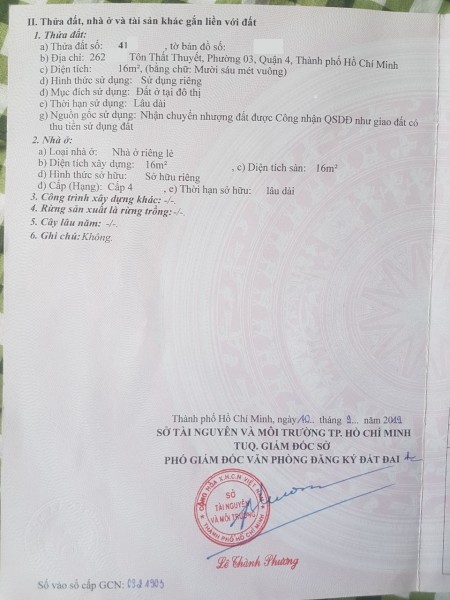 II. Thửa đất, nhà ở và tài sản khác gắn liền với đất
1. Thửa đất:
a) Thửa đất số: 41 , tờ bản đồ số:
b) Địa chỉ: 262 Tôn Thất Thuyết, Phường 03, Quận 4, Thành phố Hồ Chí Minh
c) Diện tích: 16m², (bằng chữ: Mười sáu mét vuông)
d) Hình thức sử dụng: Sử dụng riêng
đ) Mục đích sử dụng: Đất ở tại đô thị
e) Thời hạn sử dụng: Lâu dài
g) Nguồn gốc sử dụng: Nhận chuyển nhượng đất được Công nhận QSDĐ như giao đất có
thu tiền sử dụng đất
2. Nhà ở:
a) Loại nhà ở: Nhà ở riêng lẻ
b) Diện tích xây dựng: 16m² , c) Diện tích sàn: 16m²
d) Hình thức sở hữu: Sở hữu riêng
đ) Cấp (Hạng): Cấp 4 , e) Thời hạn sở hữu: lâu dài
3. Công trình xây dựng khác: -/-.
4. Rừng sản xuất là rừng trồng:-/-.
5. Cây lâu năm: -/-.
6. Ghi chú: Không.
Thành phố Hồ Chí Minh, ngày 10 tháng 9 năm 2019
SỞ TÀI NGUYÊN VÀ MÔI TRƯỜNG TP. HỒ CHÍ MINH
TUQ. GIÁM ĐỐC SỞ
PHÓ GIÁM ĐỐC VĂN PHÒNG ĐĂNG KÝ ĐẤT ĐAI
CỘNG HÒA X.H.C.N VIỆT NAM
SỞ
TÀI NGUYÊN
VÀ MÔI TRƯỜNG
THÀNH PHỐ HỒ CHÍ MINH
Lê Thành Phương
Số vào sổ cấp GCN: